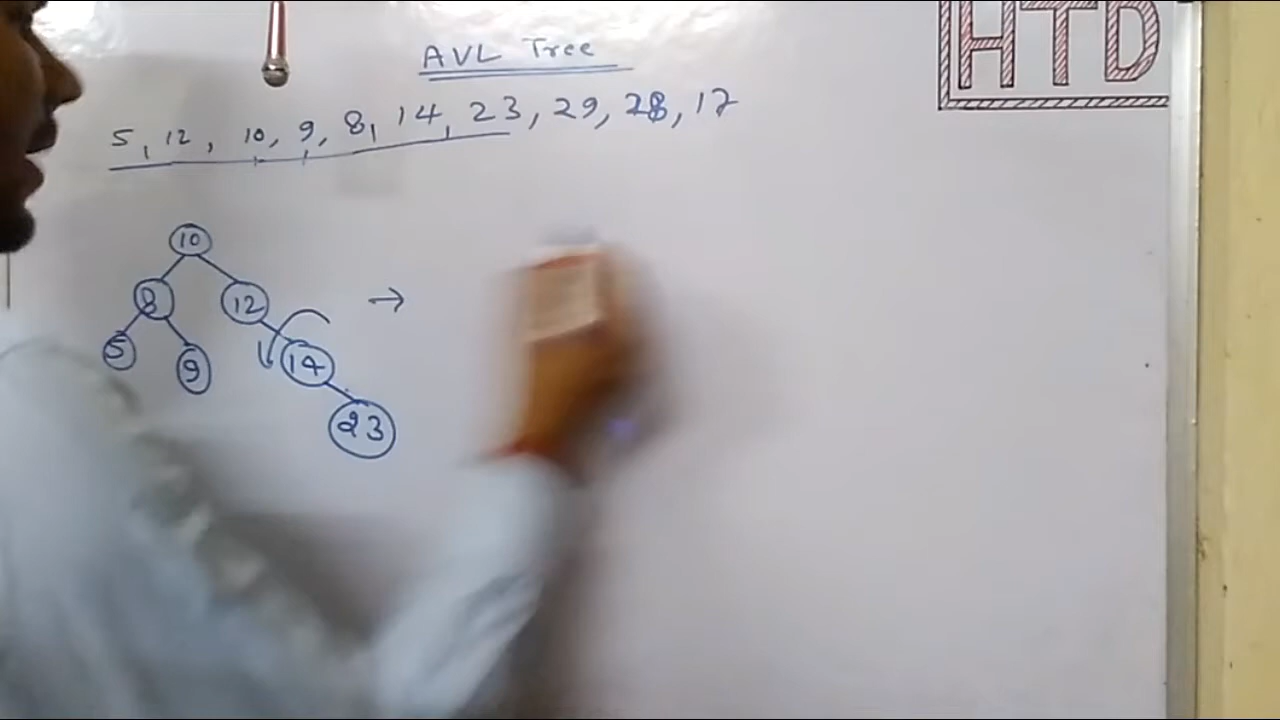 HTD
AVL Tree
5, 12, 10, 9, 8, 14, 23, 29, 28, 17
10
8 12
5 9 14
23